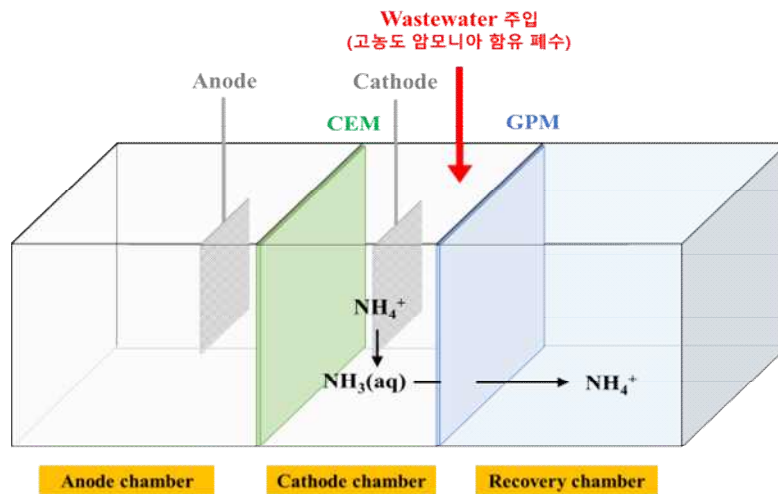 Wastewater 주입
(고농도 암모니아 함유 폐수)
Anode
Cathode
CEM
GPM
NH₄⁺
NH₃(aq)
NH₄⁺
Anode chamber
Cathode chamber
Recovery chamber